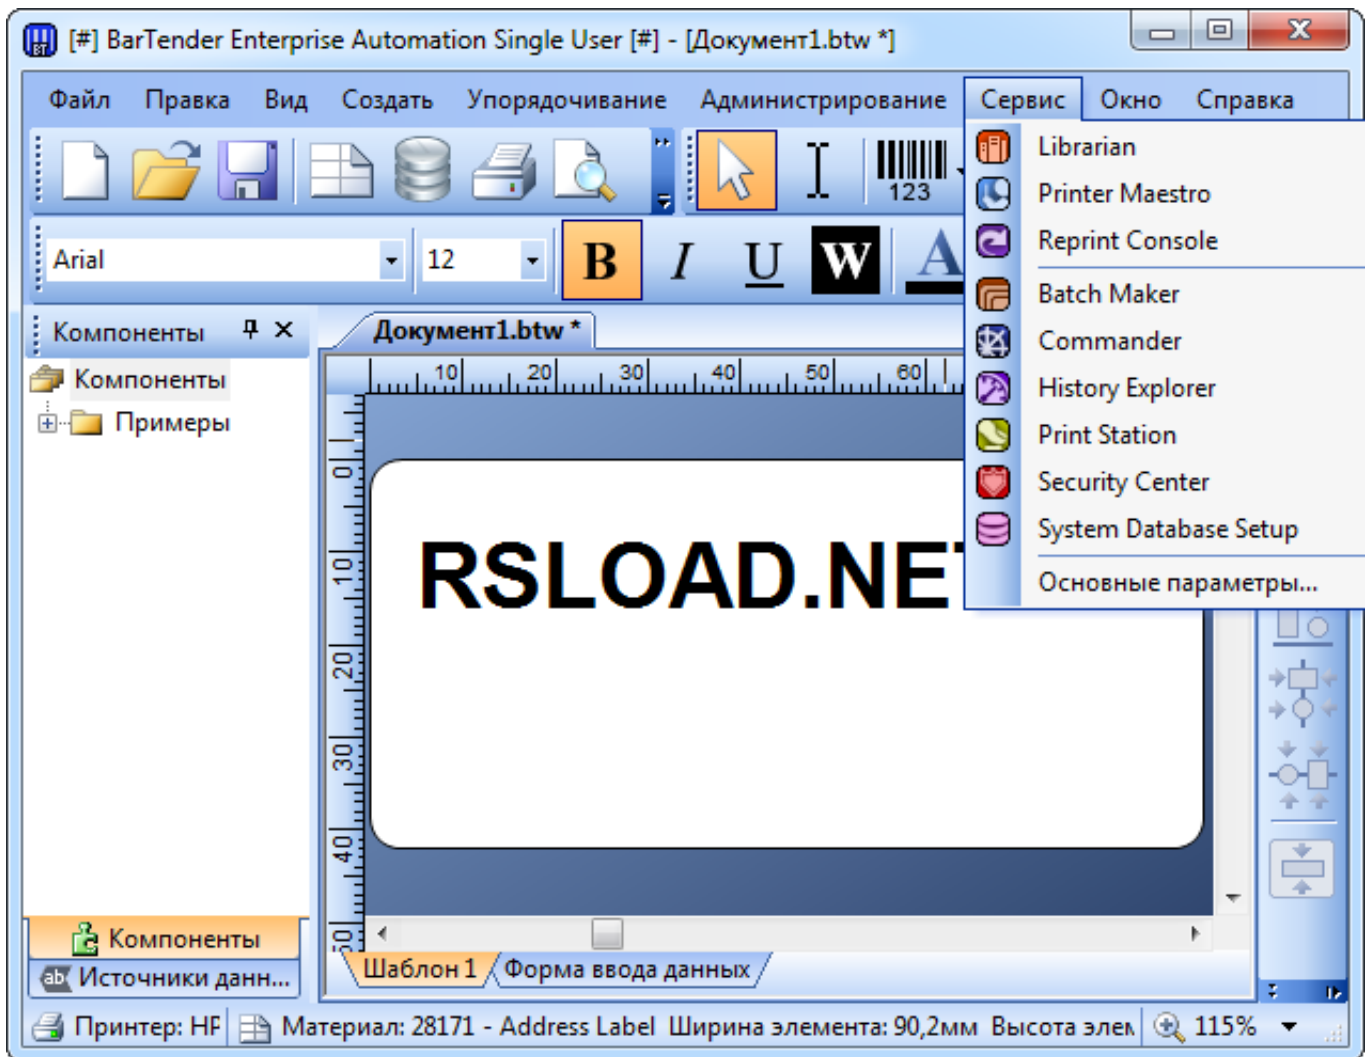 [#] BarTender Enterprise Automation Single User [#] - [Документ1.btw *]
Файл Правка Вид Создать Упорядочивание Администрирование Сервис Окно Справка
123
Arial 12 B I U W A
Librarian
Printer Maestro
Reprint Console
Batch Maker
Commander
History Explorer
Print Station
Security Center
System Database Setup
Основные параметры...
Компоненты
Документ1.btw *
Компоненты
Примеры
10 20 30 40 50 60
0
10
20
30
40
RSLOAD.NET
Компоненты
ab Источники данн...
Шаблон 1 Форма ввода данных
Принтер: HP Материал: 28171 - Address Label Ширина элемента: 90,2мм Высота элем 115%